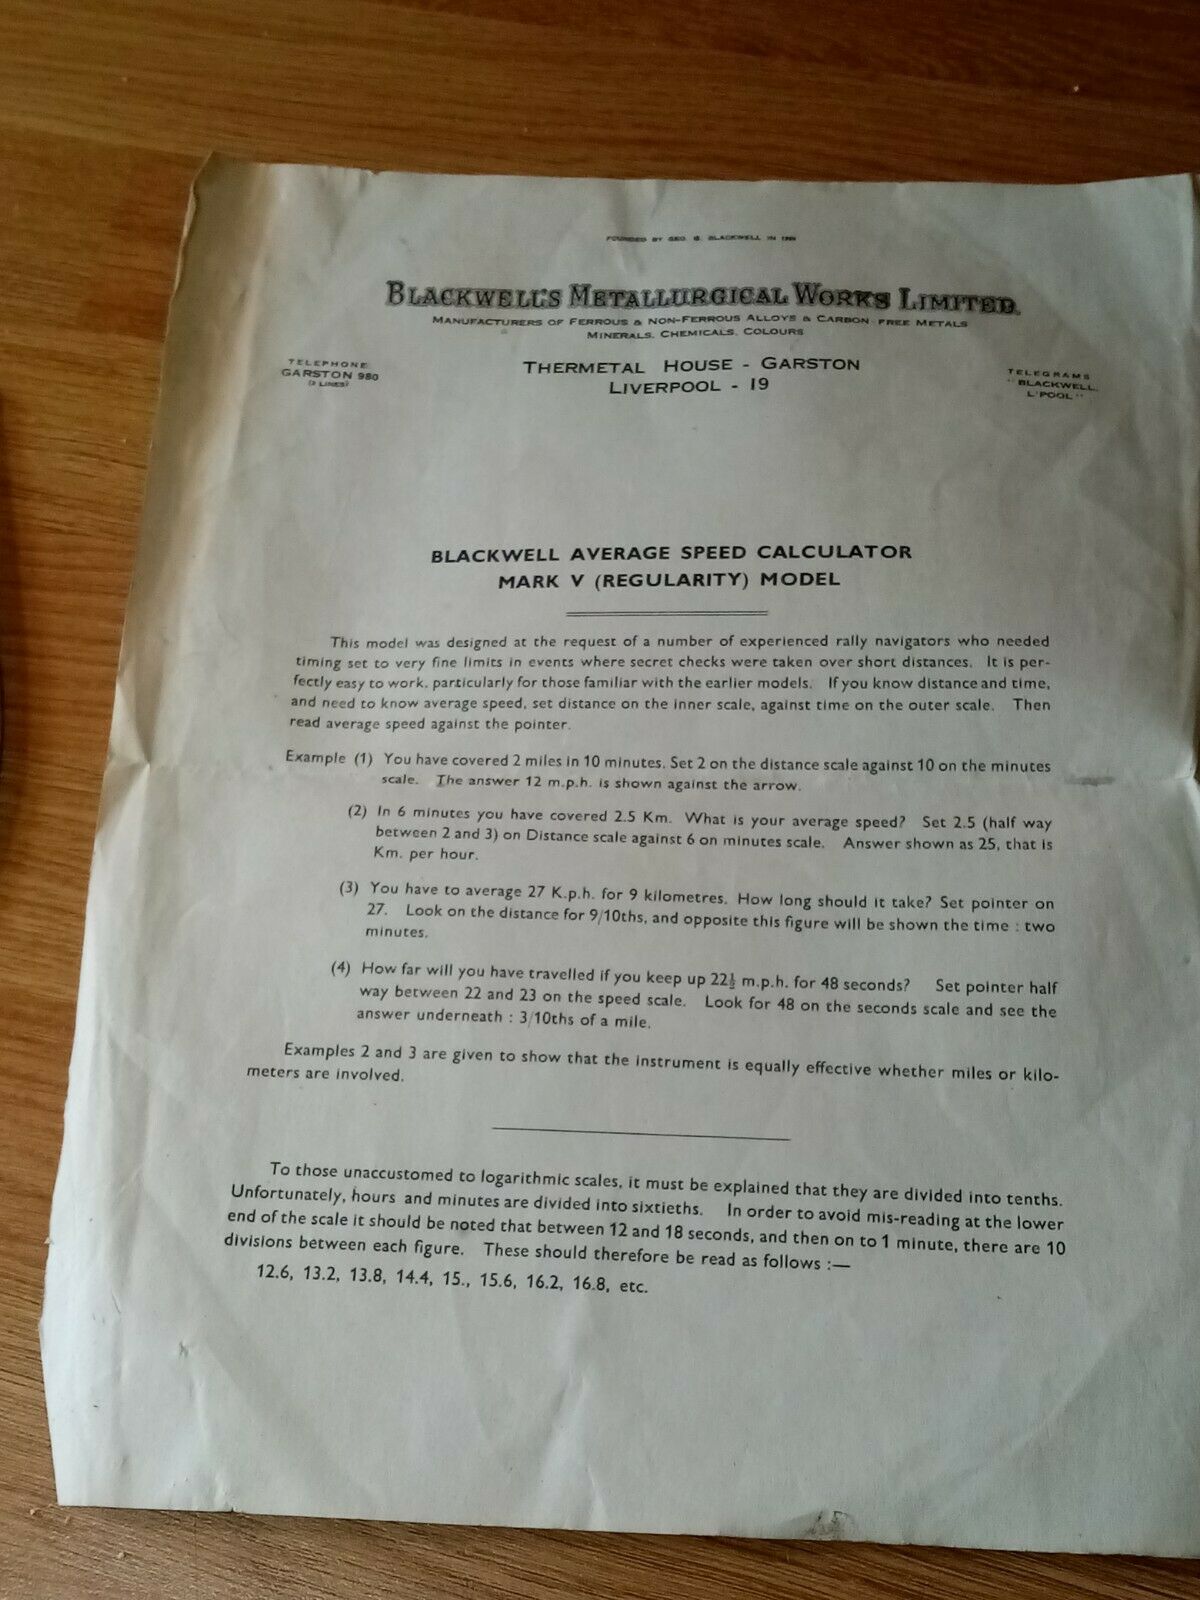 FOUNDED BY GEO. G. BLACKWELL IN
BLACKWELL'S METALLURGICAL WORKS LIMITED.
MANUFACTURERS OF FERROUS & NON-FERROUS ALLOYS & CARBON FREE METALS
MINERALS, CHEMICALS, COLOURS
TELEPHONE
GARSTON 980
(2 LINES)
THERMETAL HOUSE - GARSTON
LIVERPOOL - 19
TELEGRAMS
"BLACKWELL,
L'POOL"
BLACKWELL AVERAGE SPEED CALCULATOR
MARK V (REGULARITY) MODEL
This model was designed at the request of a number of experienced rally navigators who needed
timing set to very fine limits in events where secret checks were taken over short distances. It is per-
fectly easy to work, particularly for those familiar with the earlier models. If you know distance and time,
and need to know average speed, set distance on the inner scale, against time on the outer scale. Then
read average speed against the pointer.
Example (1) You have covered 2 miles in 10 minutes. Set 2 on the distance scale against 10 on the minutes
scale. The answer 12 m.p.h. is shown against the arrow.
(2) In 6 minutes you have covered 2.5 Km. What is your average speed? Set 2.5 (half way
between 2 and 3) on Distance scale against 6 on minutes scale. Answer shown as 25, that is
Km. per hour.
(3) You have to average 27 K.p.h. for 9 kilometres. How long should it take? Set pointer on
27. Look on the distance for 9/10ths, and opposite this figure will be shown the time : two
minutes.
(4) How far will you have travelled if you keep up 22½ m.p.h. for 48 seconds? Set pointer half
way between 22 and 23 on the speed scale. Look for 48 on the seconds scale and see the
answer underneath : 3/10ths of a mile.
Examples 2 and 3 are given to show that the instrument is equally effective whether miles or kilo-
meters are involved.
To those unaccustomed to logarithmic scales, it must be explained that they are divided into tenths.
Unfortunately, hours and minutes are divided into sixtieths. In order to avoid mis-reading at the lower
end of the scale it should be noted that between 12 and 18 seconds, and then on to 1 minute, there are 10
divisions between each figure. These should therefore be read as follows :—
12.6, 13.2, 13.8, 14.4, 15., 15.6, 16.2, 16.8, etc.